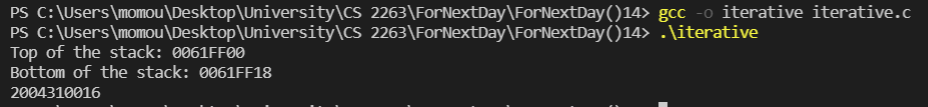 PS C:\Users\momou\Desktop\University\CS 2263\ForNextDay\ForNextDay()14> gcc -o iterative iterative.c
PS C:\Users\momou\Desktop\University\CS 2263\ForNextDay\ForNextDay()14> .\iterative
Top of the stack: 0061FF00
Bottom of the stack: 0061FF18
2004310016